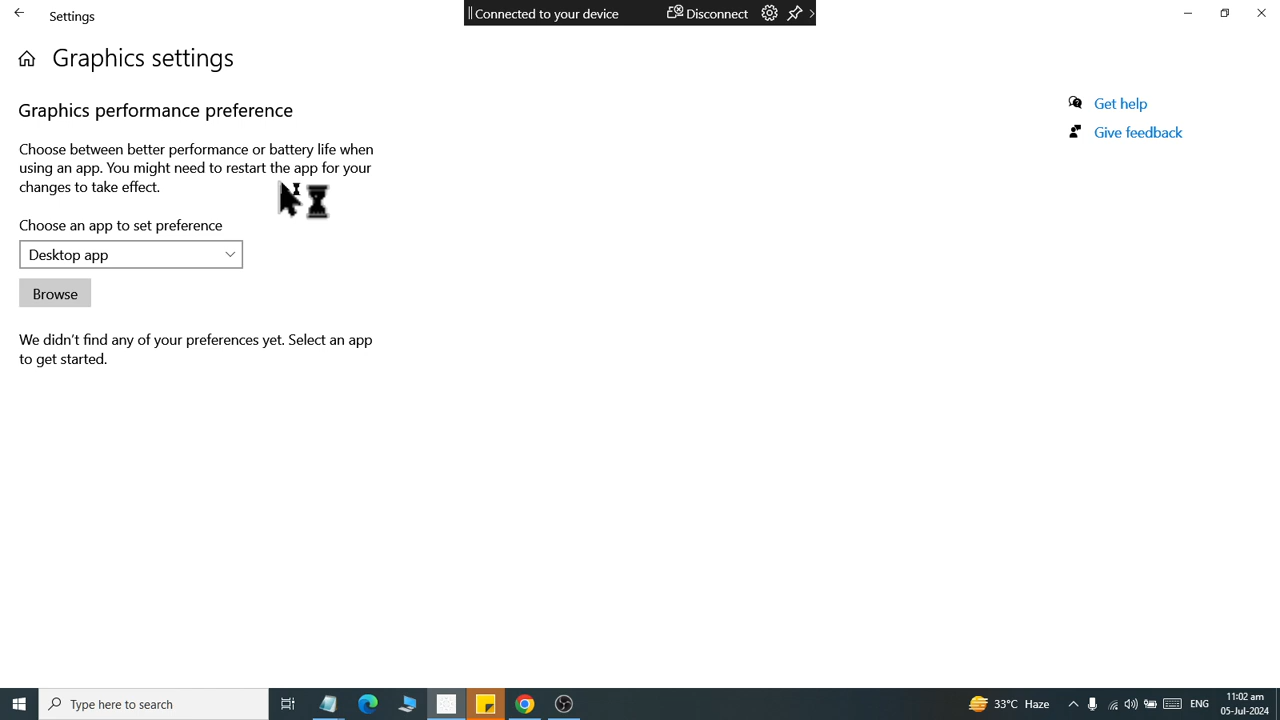 Settings
Connected to your device
Disconnect
Graphics settings
Graphics performance preference
Get help
Give feedback
Choose between better performance or battery life when
using an app. You might need to restart the app for your
changes to take effect.
Choose an app to set preference
Desktop app
Browse
We didn't find any of your preferences yet. Select an app
to get started.
Type here to search
33°C Haze
ENG
11:02 am
05-Jul-2024